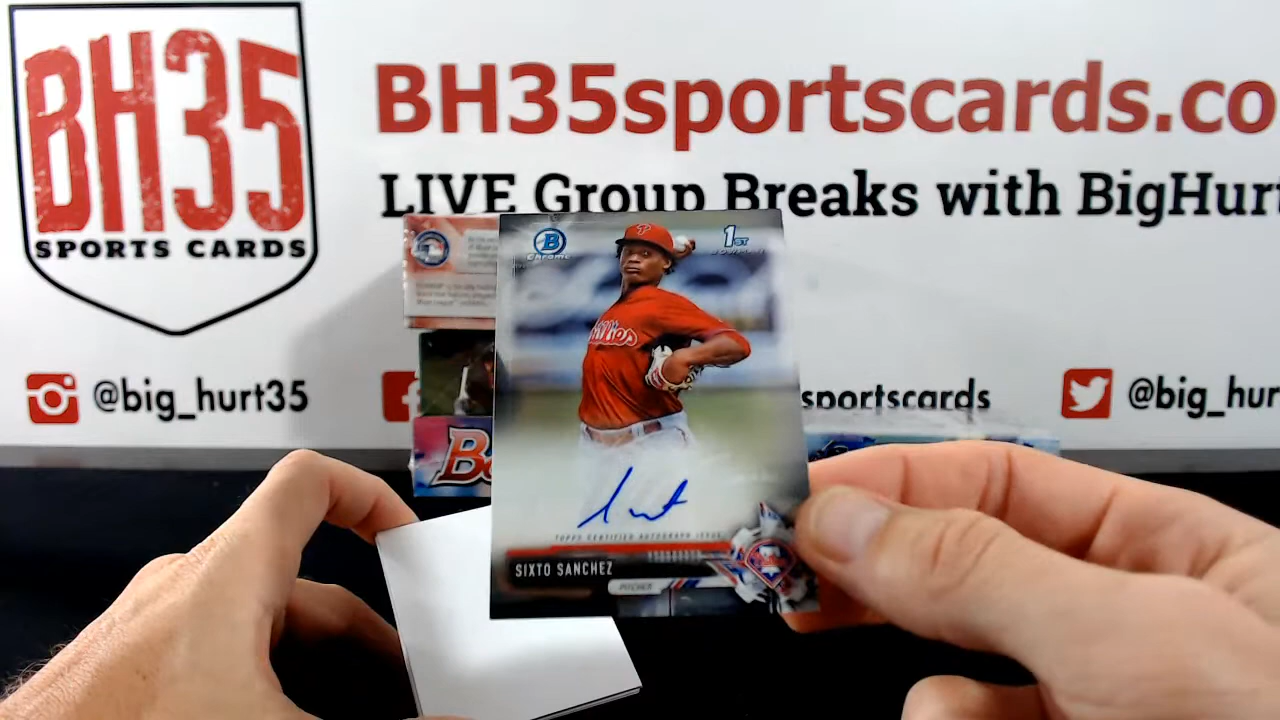 BH35
SPORTS CARDS
BH35sportscards.co
LIVE Group Breaks with BigHurt
@big_hurt35
sportscards
@big_hur
B
Chrome
1ST
Phillies
TOPPS CERTIFIED AUTOGRAPH ISSUE
SIXTO SANCHEZ
PITCHER